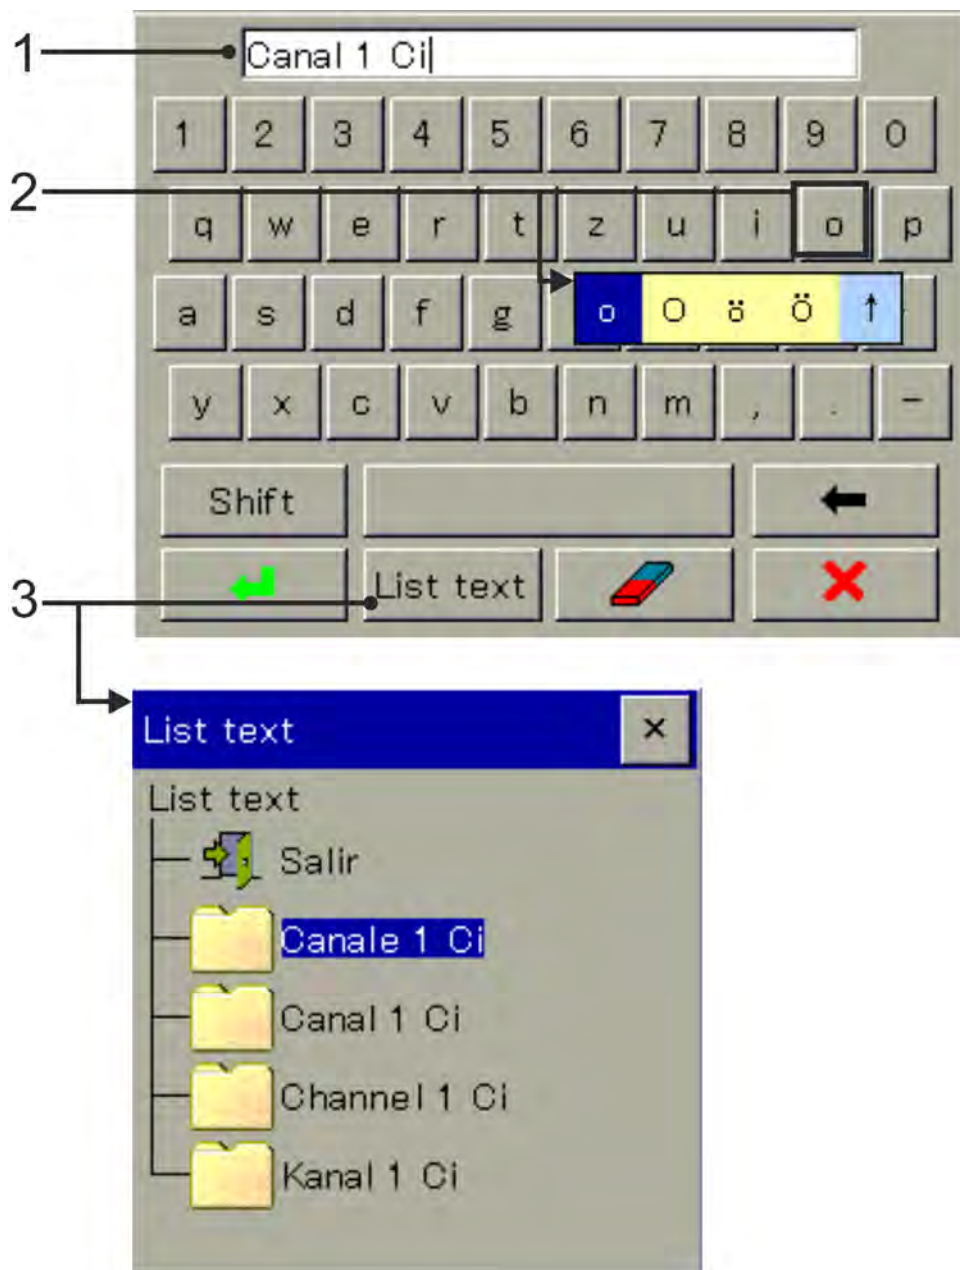 1
Canal 1 Ci
1 2 3 4 5 6 7 8 9 0
2
q w e r t z u i o p
a s d f g
o O ö Ö ↑
y x c v b n m , . -
Shift
3
List text
List text
List text
Salir
Canale 1 Ci
Canal 1 Ci
Channel 1 Ci
Kanal 1 Ci